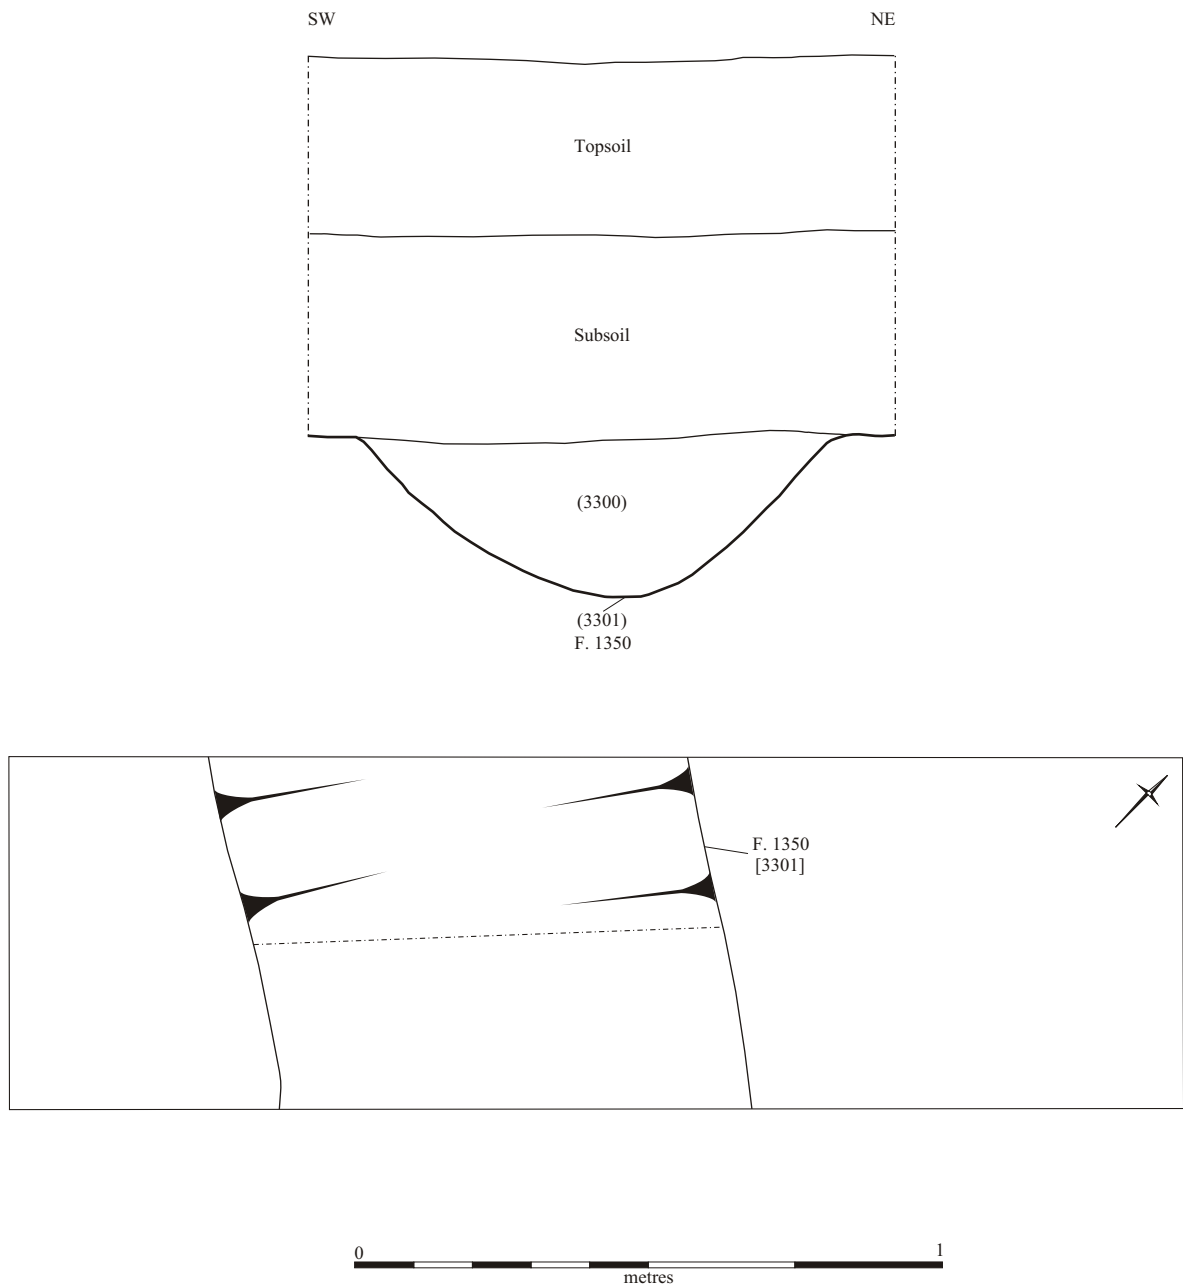 SW NE
Topsoil
Subsoil
(3300)
(3301)
F. 1350
F. 1350
[3301]
0 1
metres